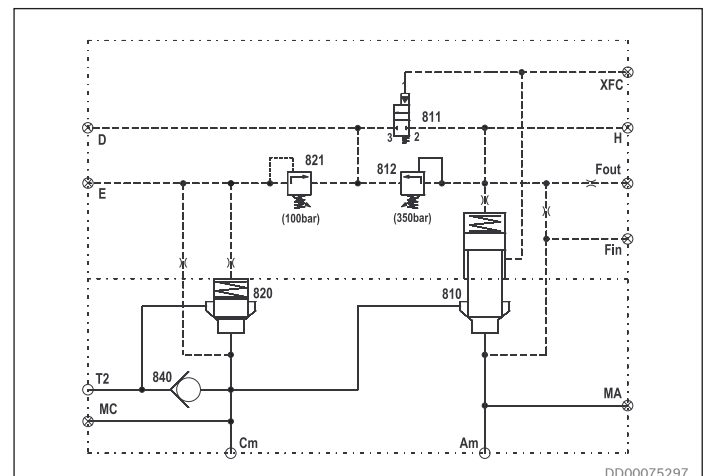 XFC
811
D
3 2
H
821
812
Fout
E
(100bar)
(350bar)
Fin
820
810
T2
840
MA
MC
Cm
Am
DD00075297